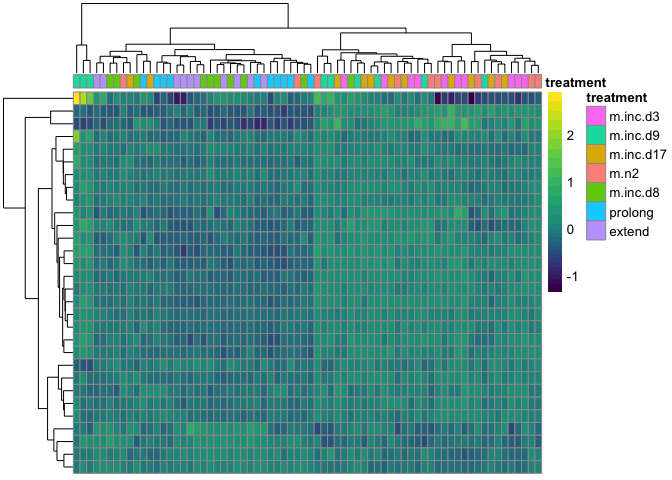 treatment
treatment
2
1
0
-1
m.inc.d3
m.inc.d9
m.inc.d17
m.n2
m.inc.d8
prolong
extend